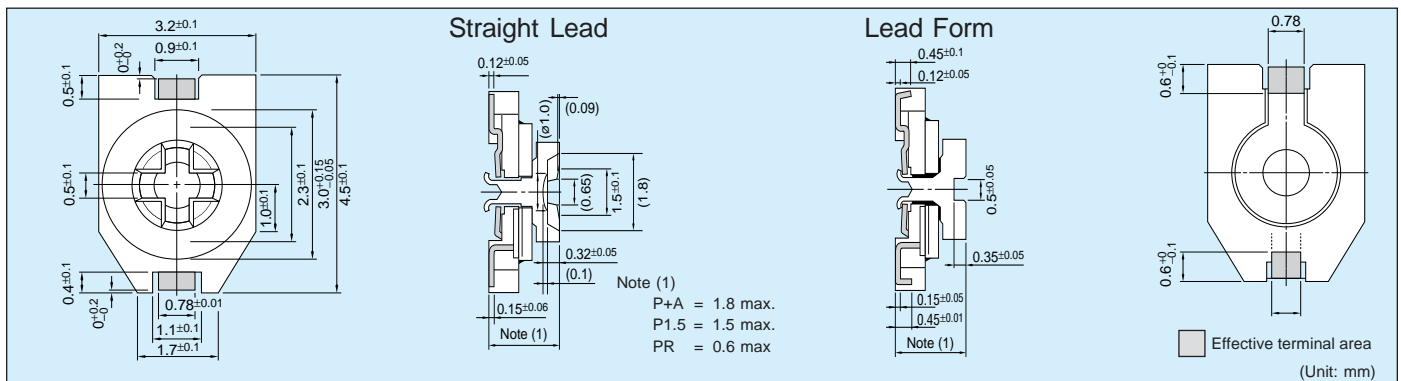 3.2±0.1
0.9±0.1
0+0.2-0
0.5±0.1
0.5±0.1
1.0±0.1
2.3±0.1
3.0+0.15-0.05
4.5±0.1
0.4±0.1
0+0.2-0
0.78±0.01
1.1±0.1
1.7±0.1
Straight Lead
0.12±0.05
(0.09)
(ø1.0)
(0.65)
1.5±0.1
(1.8)
0.32±0.05
(0.1)
0.15±0.06
Note (1)
Note (1)
P+A = 1.8 max.
P1.5 = 1.5 max.
PR = 0.6 max
Lead Form
0.45±0.1
0.12±0.05
0.5±0.05
0.35±0.05
0.15±0.05
0.45±0.01
Note (1)
0.78
0.6+0-0.1
0.6+0-0.1
Effective terminal area
(Unit: mm)